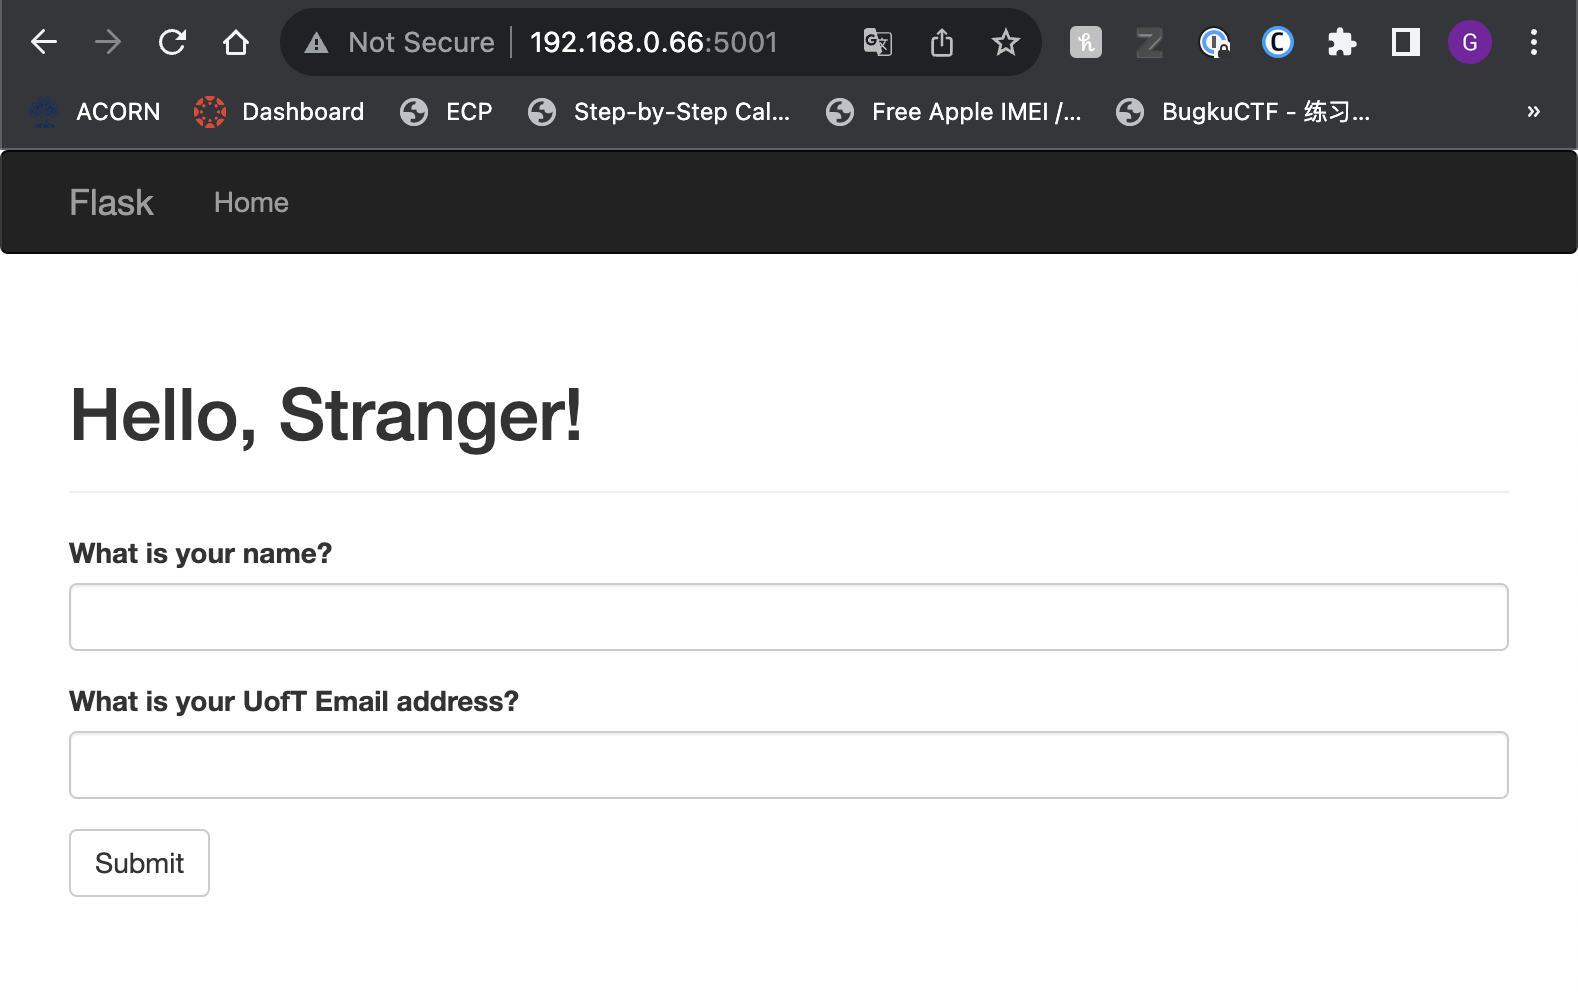 Not Secure 192.168.0.66:5001
ACORN Dashboard ECP Step-by-Step Cal... Free Apple IMEI /... BugkuCTF - 练习... »
G
Flask Home
Hello, Stranger!
What is your name?
What is your UofT Email address?
Submit